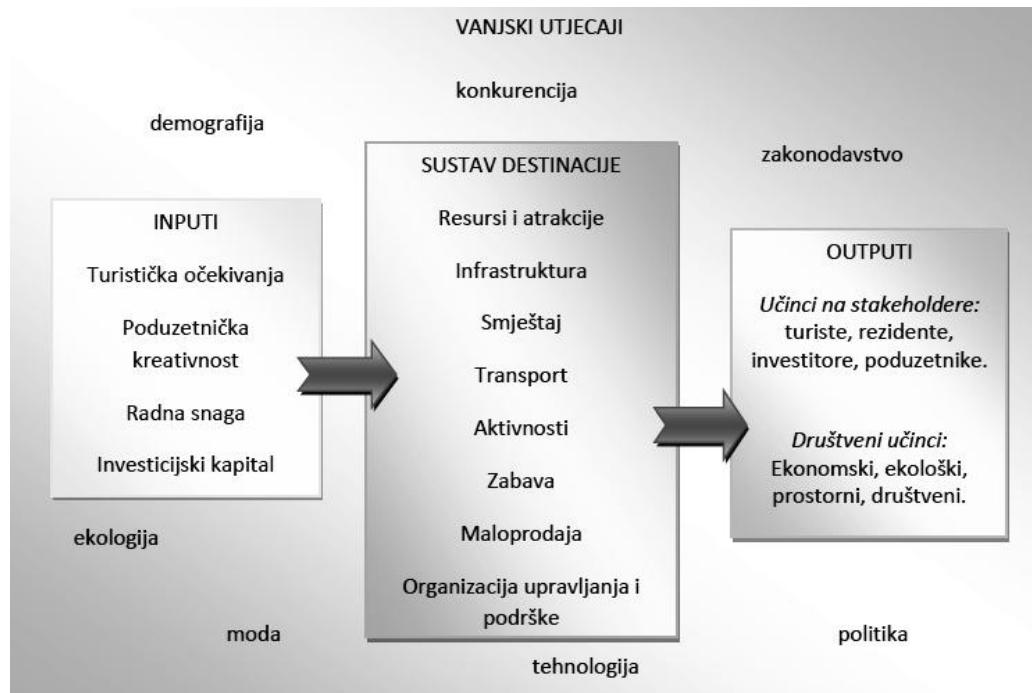 VANJSKI UTJECAJI
konkurencija
demografija
zakonodavstvo
INPUTI
Turistička očekivanja
Poduzetnička
kreativnost
Radna snaga
Investicijski kapital
SUSTAV DESTINACIJE
Resursi i atrakcije
Infrastruktura
Smještaj
Transport
Aktivnosti
Zabava
Maloprodaja
Organizacija upravljanja i
podrške
OUTPUTI
Učinci na stakeholdere:
turiste, rezidente,
investitore, poduzetnike.
Društveni učinci:
Ekonomski, ekološki,
prostorni, društveni.
ekologija
moda
tehnologija
politika